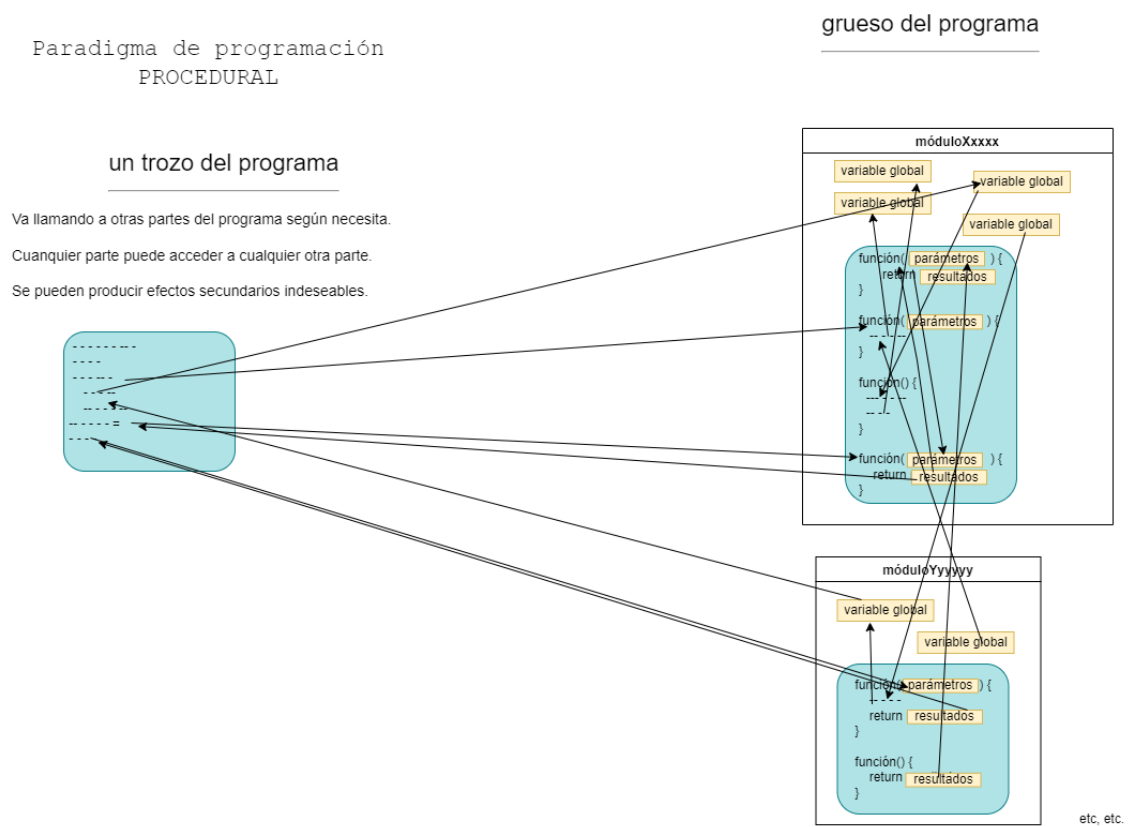 Paradigma de programación
PROCEDURAL
un trozo del programa
Va llamando a otras partes del programa según necesita.
Cuanquier parte puede acceder a cualquier otra parte.
Se pueden producir efectos secundarios indeseables.
- - - - - - -- -
- - - -
- - - -- -
- - - --
-- - - -- --
-- - - - - =
- - - -
grueso del programa
móduloXxxxx
variable global
variable global
variable global
variable global
función( parámetros ) {
return resultados
}
función( parámetros ) {
-- - - --
}
función() {
--- - - --
-- - --
}
función( parámetros ) {
return resultados
}
móduloYyyyyy
variable global
variable global
función( parámetros ) {
- - - - -
return resultados
}
función() {
return resultados
}
etc, etc.